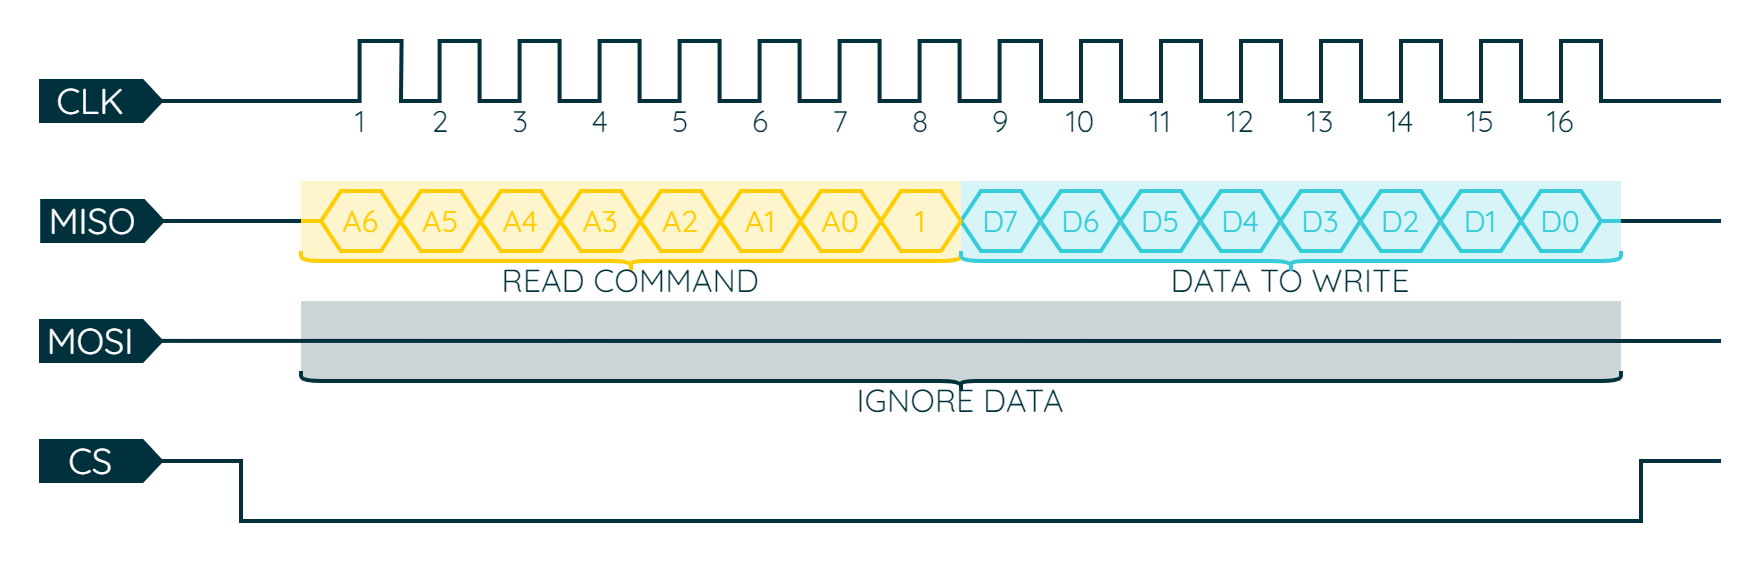 CLK
1 2 3 4 5 6 7 8 9 10 11 12 13 14 15 16
MISO A6 A5 A4 A3 A2 A1 A0 1 D7 D6 D5 D4 D3 D2 D1 D0
READ COMMAND DATA TO WRITE
MOSI
IGNORE DATA
CS